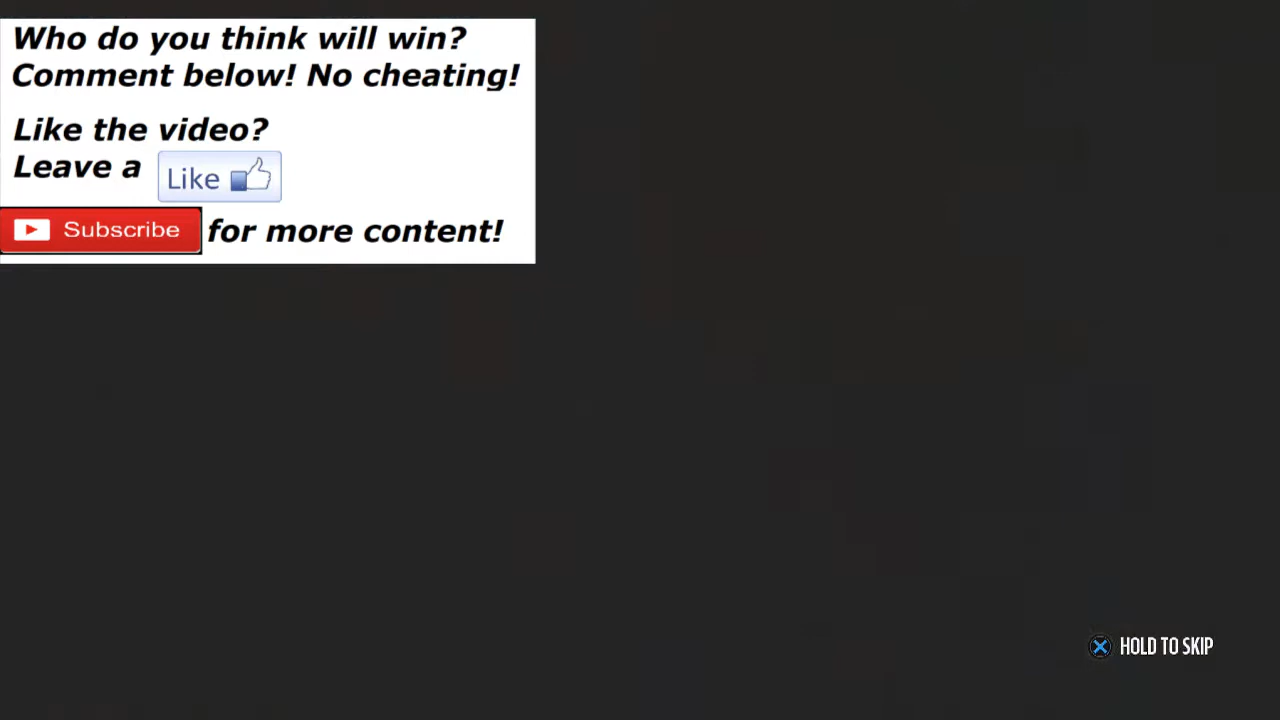 Who do you think will win?
Comment below! No cheating!
Like the video?
Leave a Like
Subscribe for more content!
HOLD TO SKIP